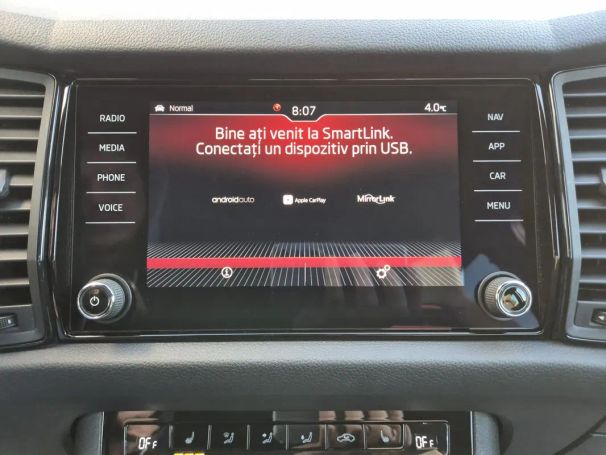 RADIO
MEDIA
PHONE
VOICE
Normal
8:07
4.0°C
Bine ați venit la SmartLink.
Conectați un dispozitiv prin USB.
androidauto
Apple CarPlay
MirrorLink
NAV
APP
CAR
MENU
OFF
OFF